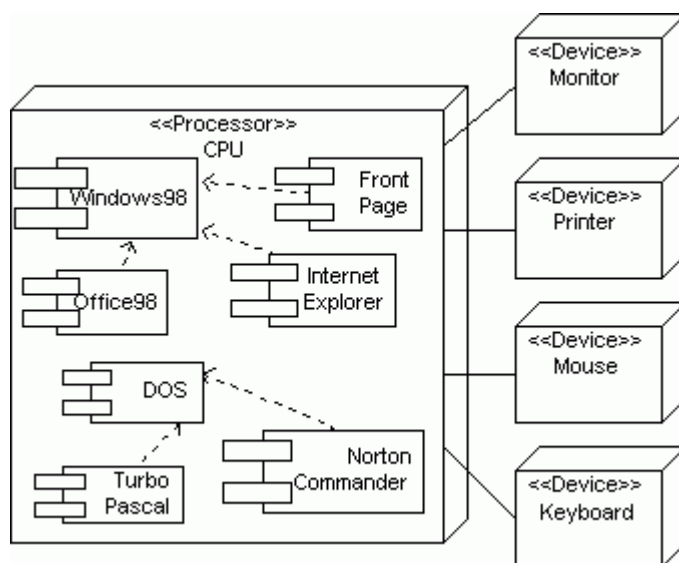 <<Processor>>
CPU
Windows98
Front
Page
Office98
Internet
Explorer
DOS
Turbo
Pascal
Norton
Commander
<<Device>>
Monitor
<<Device>>
Printer
<<Device>>
Mouse
<<Device>>
Keyboard